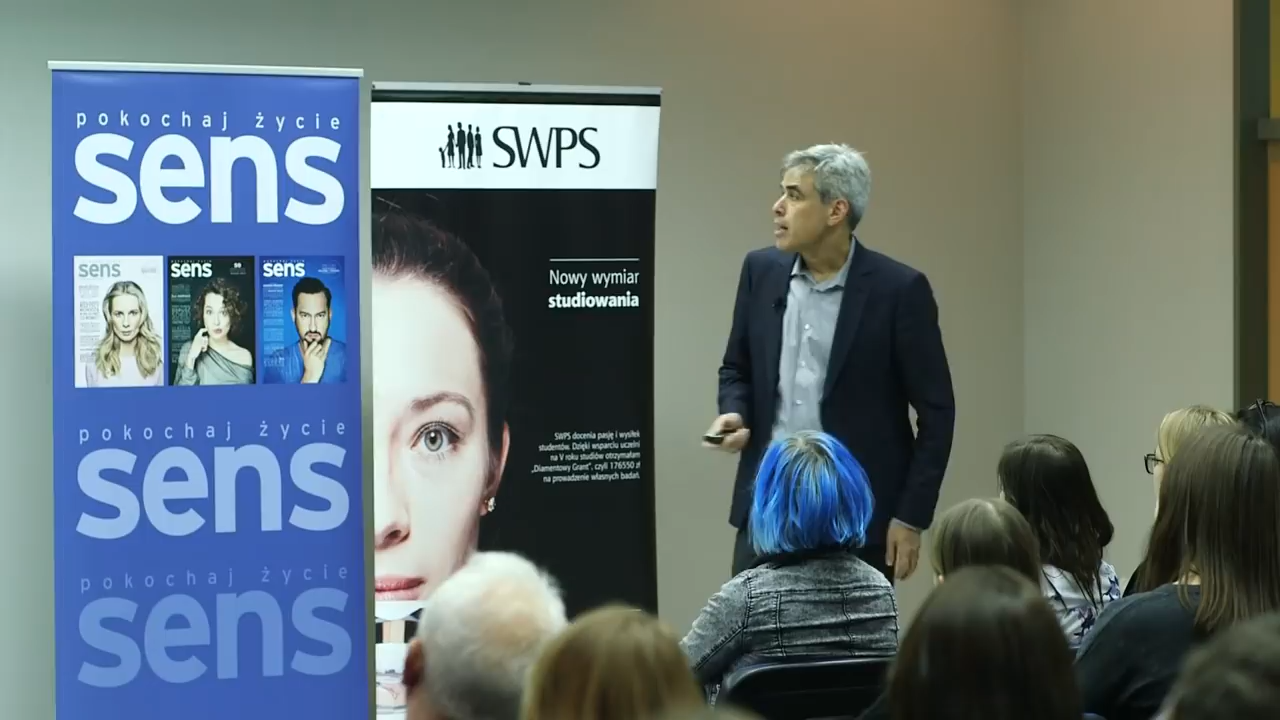 pokochaj życie
sens
sens
sens
sens
pokochaj życie
sens
pokochaj życie
sens
SWPS
Nowy wymiar
studiowania
SWPS docenia pasję i wysiłek
studentów. Dzięki wsparciu uczelni
na V roku studiów otrzymałam
„Diamentowy Grant”, czyli 176550 zł
na prowadzenie własnych badań.